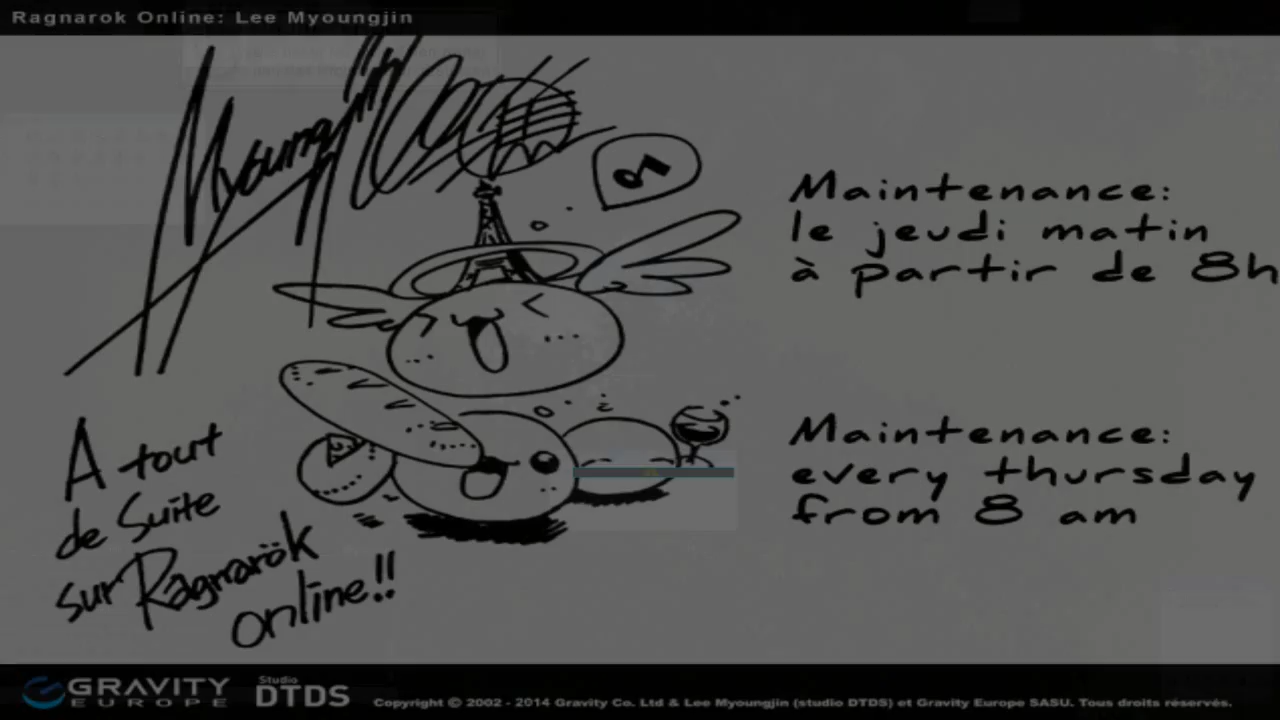 Ragnarok Online: Lee Myoungjin
Myoungjin
Maintenance:
le jeudi matin
à partir de 8h
Maintenance:
every thursday
from 8 am
A tout
de Suite
sur Ragnarök
online!!
GRAVITY
EUROPE
Studio
DTDS
Copyright © 2002 - 2014 Gravity Co. Ltd & Lee Myoungjin (studio DTDS) et Gravity Europe SASU. Tous droits réservés.